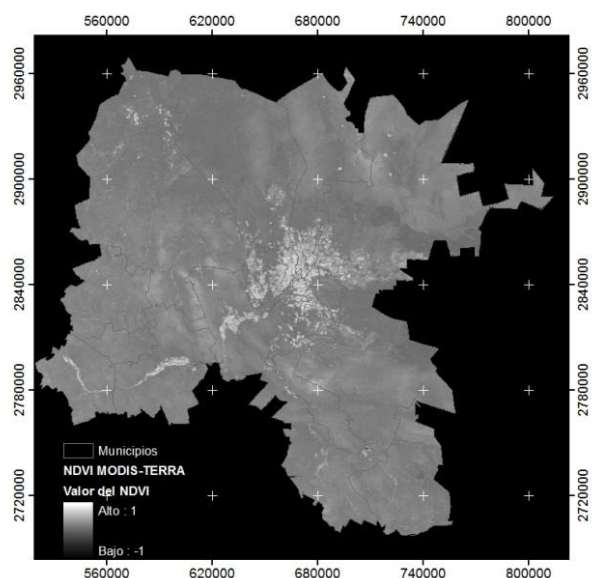 560000 620000 680000 740000 800000
2960000 2960000
2900000 2900000
2840000 2840000
2780000 2780000
2720000 2720000
Municipios
NDVI MODIS-TERRA
Valor del NDVI
Alto : 1
Bajo : -1
560000 620000 680000 740000 800000